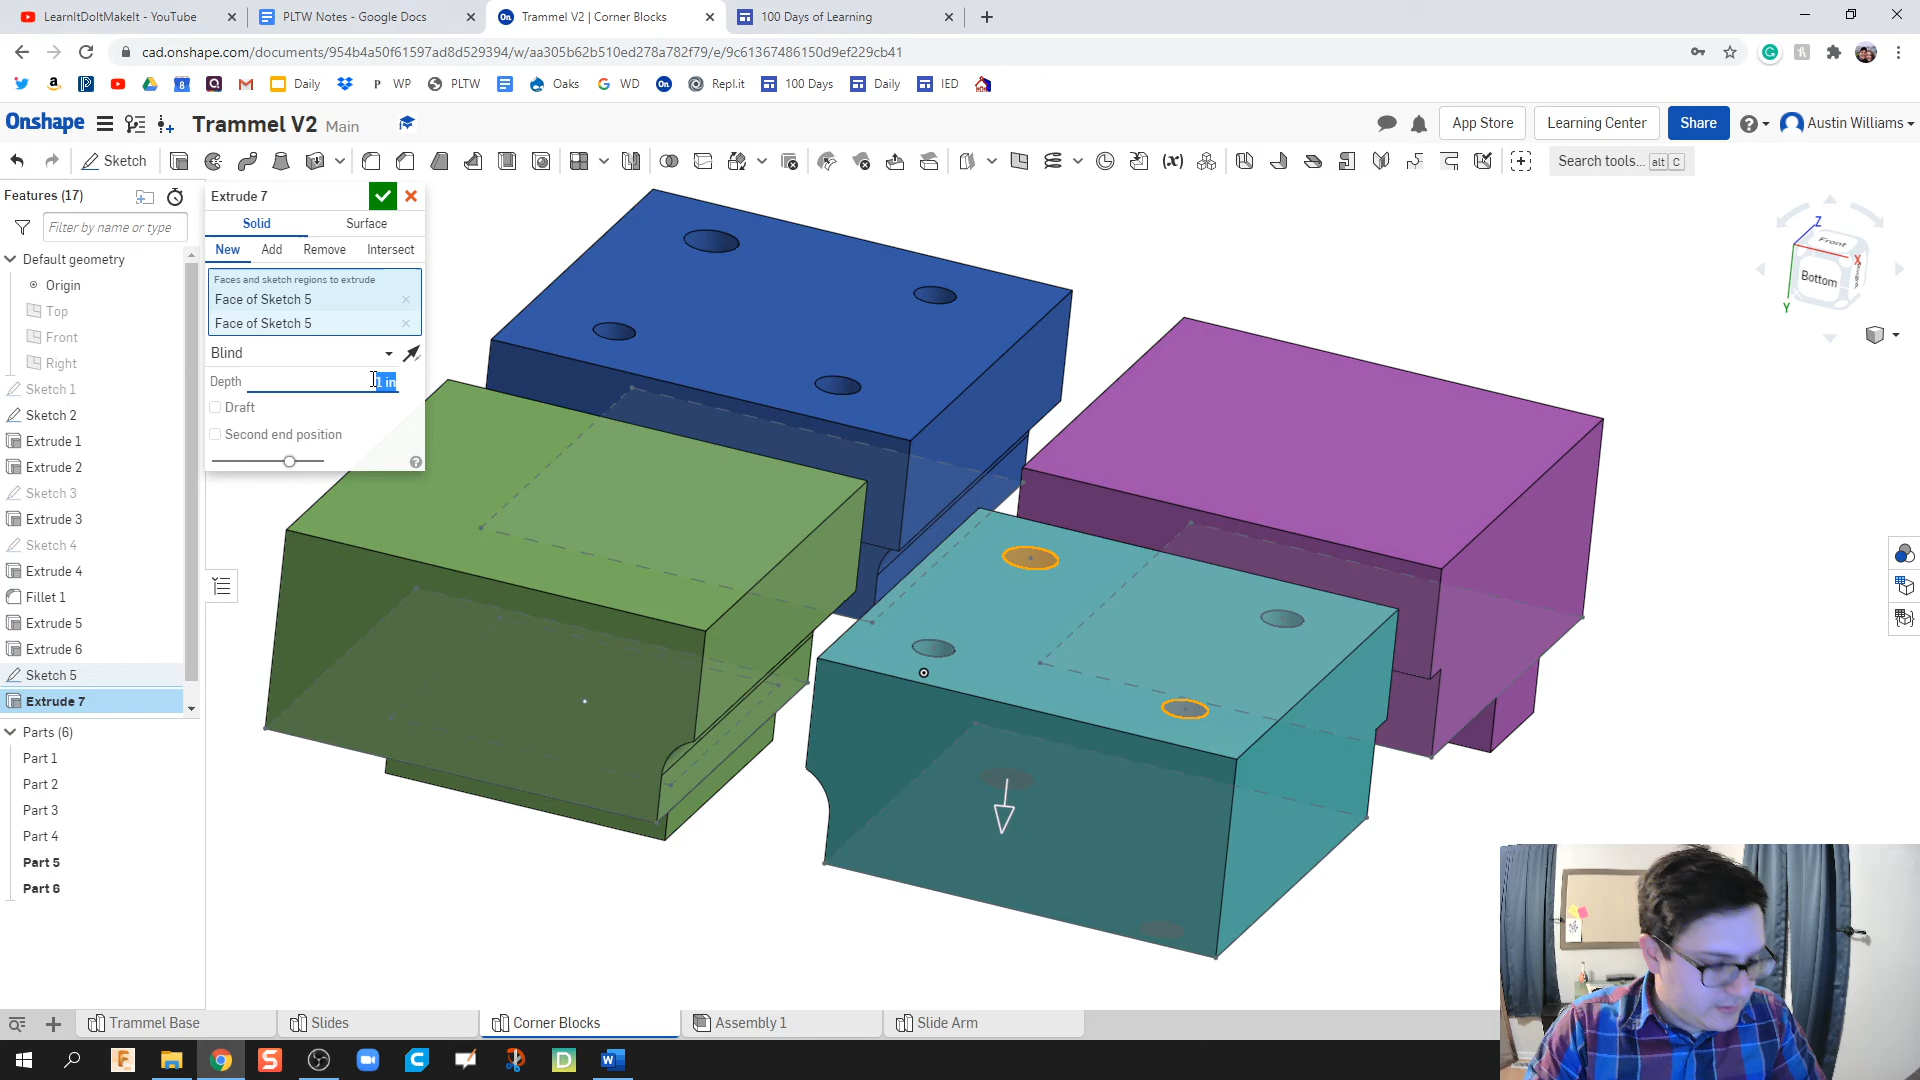 LearnItDoItMakeIt - YouTube
PLTW Notes - Google Docs
Trammel V2 | Corner Blocks
100 Days of Learning
cad.onshape.com/documents/954b4a50f61597ad8d529394/w/aa305b62b510ed278a782f79/e/9c61367486150d9ef229cb41
Daily
WP
PLTW
Oaks
WD
Repl.it
100 Days
Daily
IED
Onshape
Trammel V2 Main
App Store
Learning Center
Share
Austin Williams
Sketch
Search tools... alt C
Features (17)
Filter by name or type
Default geometry
Origin
Top
Front
Right
Sketch 1
Sketch 2
Extrude 1
Extrude 2
Sketch 3
Extrude 3
Sketch 4
Extrude 4
Fillet 1
Extrude 5
Extrude 6
Sketch 5
Extrude 7
Parts (6)
Part 1
Part 2
Part 3
Part 4
Part 5
Part 6
Extrude 7
Solid
Surface
New
Add
Remove
Intersect
Faces and sketch regions to extrude
Face of Sketch 5
Face of Sketch 5
Blind
Depth
1 in
Draft
Second end position
Z
Front
X
Bottom
Y
Trammel Base
Slides
Corner Blocks
Assembly 1
Slide Arm